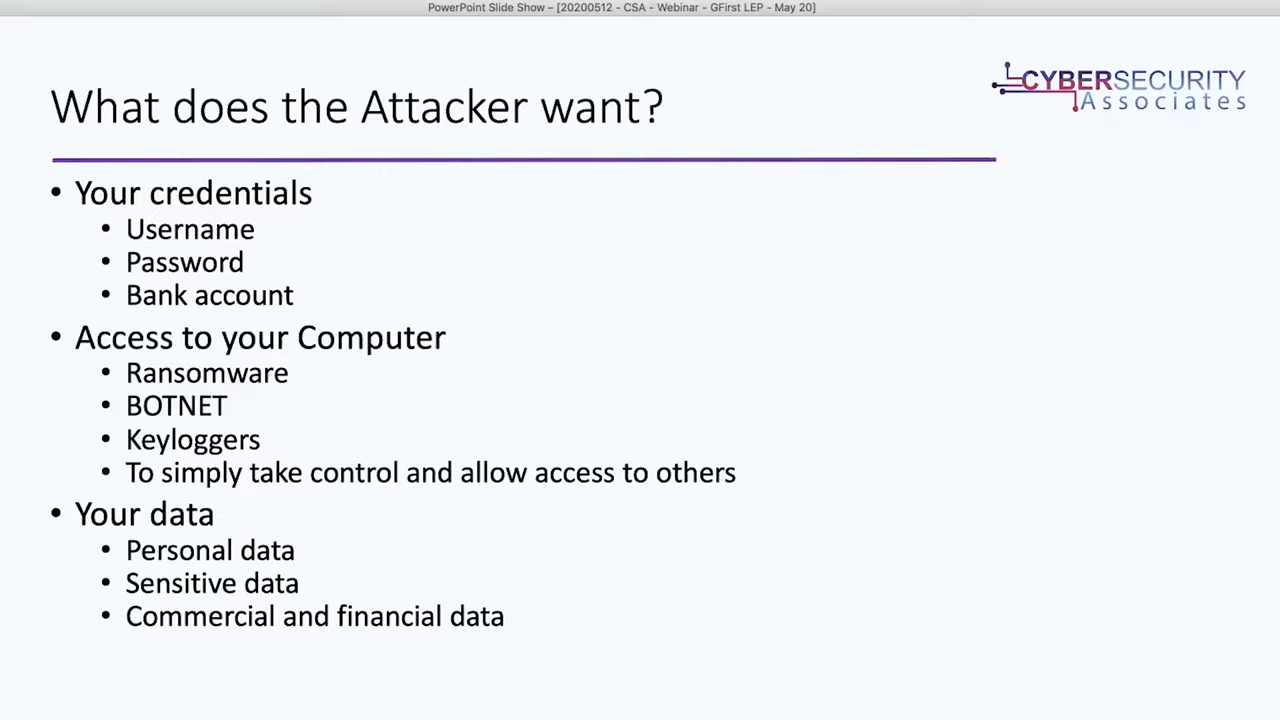 PowerPoint Slide Show – [20200512 - CSA - Webinar - GFirst LEP - May 20]
CYBERSECURITY
Associates
What does the Attacker want?
• Your credentials
• Username
• Password
• Bank account
• Access to your Computer
• Ransomware
• BOTNET
• Keyloggers
• To simply take control and allow access to others
• Your data
• Personal data
• Sensitive data
• Commercial and financial data